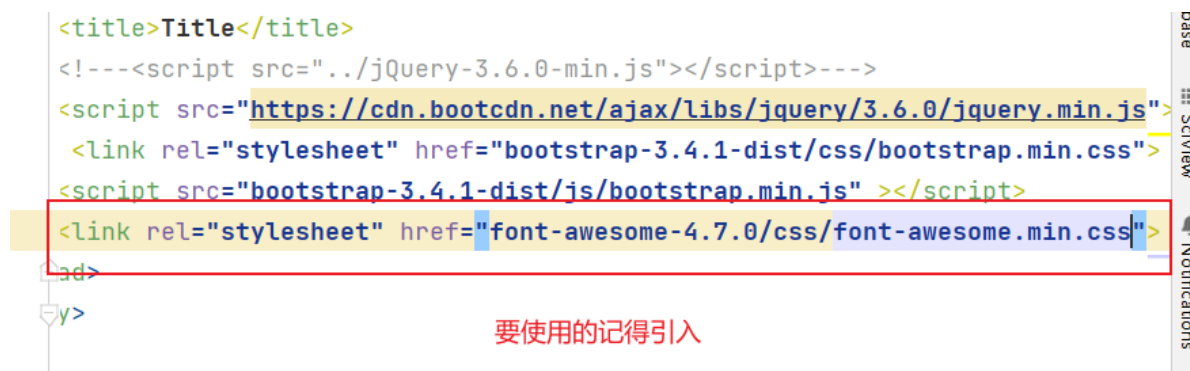 <title>Title</title>
<!---<script src="../jQuery-3.6.0-min.js"></script>--->
<script src="https://cdn.bootcdn.net/ajax/libs/jquery/3.6.0/jquery.min.js">
<link rel="stylesheet" href="bootstrap-3.4.1-dist/css/bootstrap.min.css">
<script src="bootstrap-3.4.1-dist/js/bootstrap.min.js" ></script>
<link rel="stylesheet" href="font-awesome-4.7.0/css/font-awesome.min.css">
ad>
y>
要使用的记得引入
SciView
Notifications